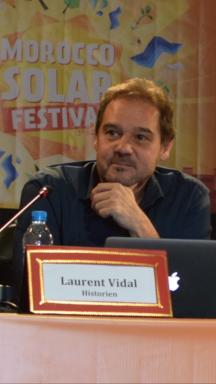 MOROCCO
SOLAR
FESTIVAL
Laurent Vidal
Historien